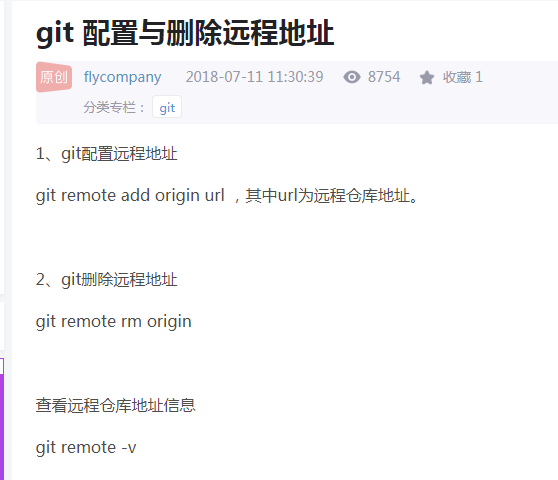 git 配置与删除远程地址
原创 flycompany 2018-07-11 11:30:39 8754 收藏 1
分类专栏： git
1、git配置远程地址
git remote add origin url ，其中url为远程仓库地址。
2、git删除远程地址
git remote rm origin
查看远程仓库地址信息
git remote -v